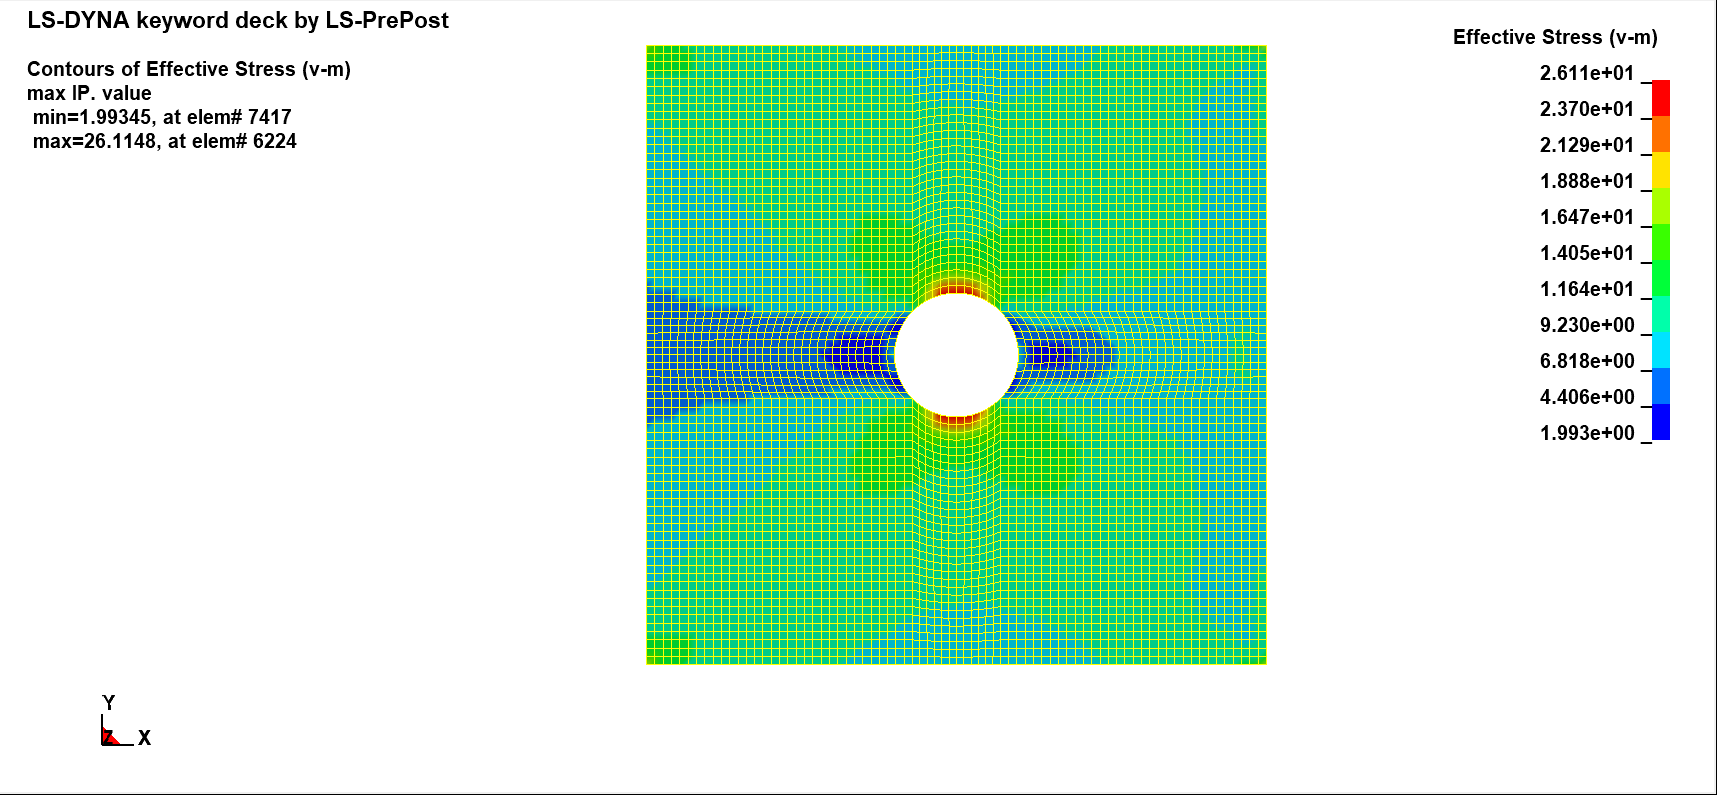 LS-DYNA keyword deck by LS-PrePost
Contours of Effective Stress (v-m)
max IP. value
min=1.99345, at elem# 7417
max=26.1148, at elem# 6224
Effective Stress (v-m)
2.611e+01
2.370e+01
2.129e+01
1.888e+01
1.647e+01
1.405e+01
1.164e+01
9.230e+00
6.818e+00
4.406e+00
1.993e+00
Y
Z X